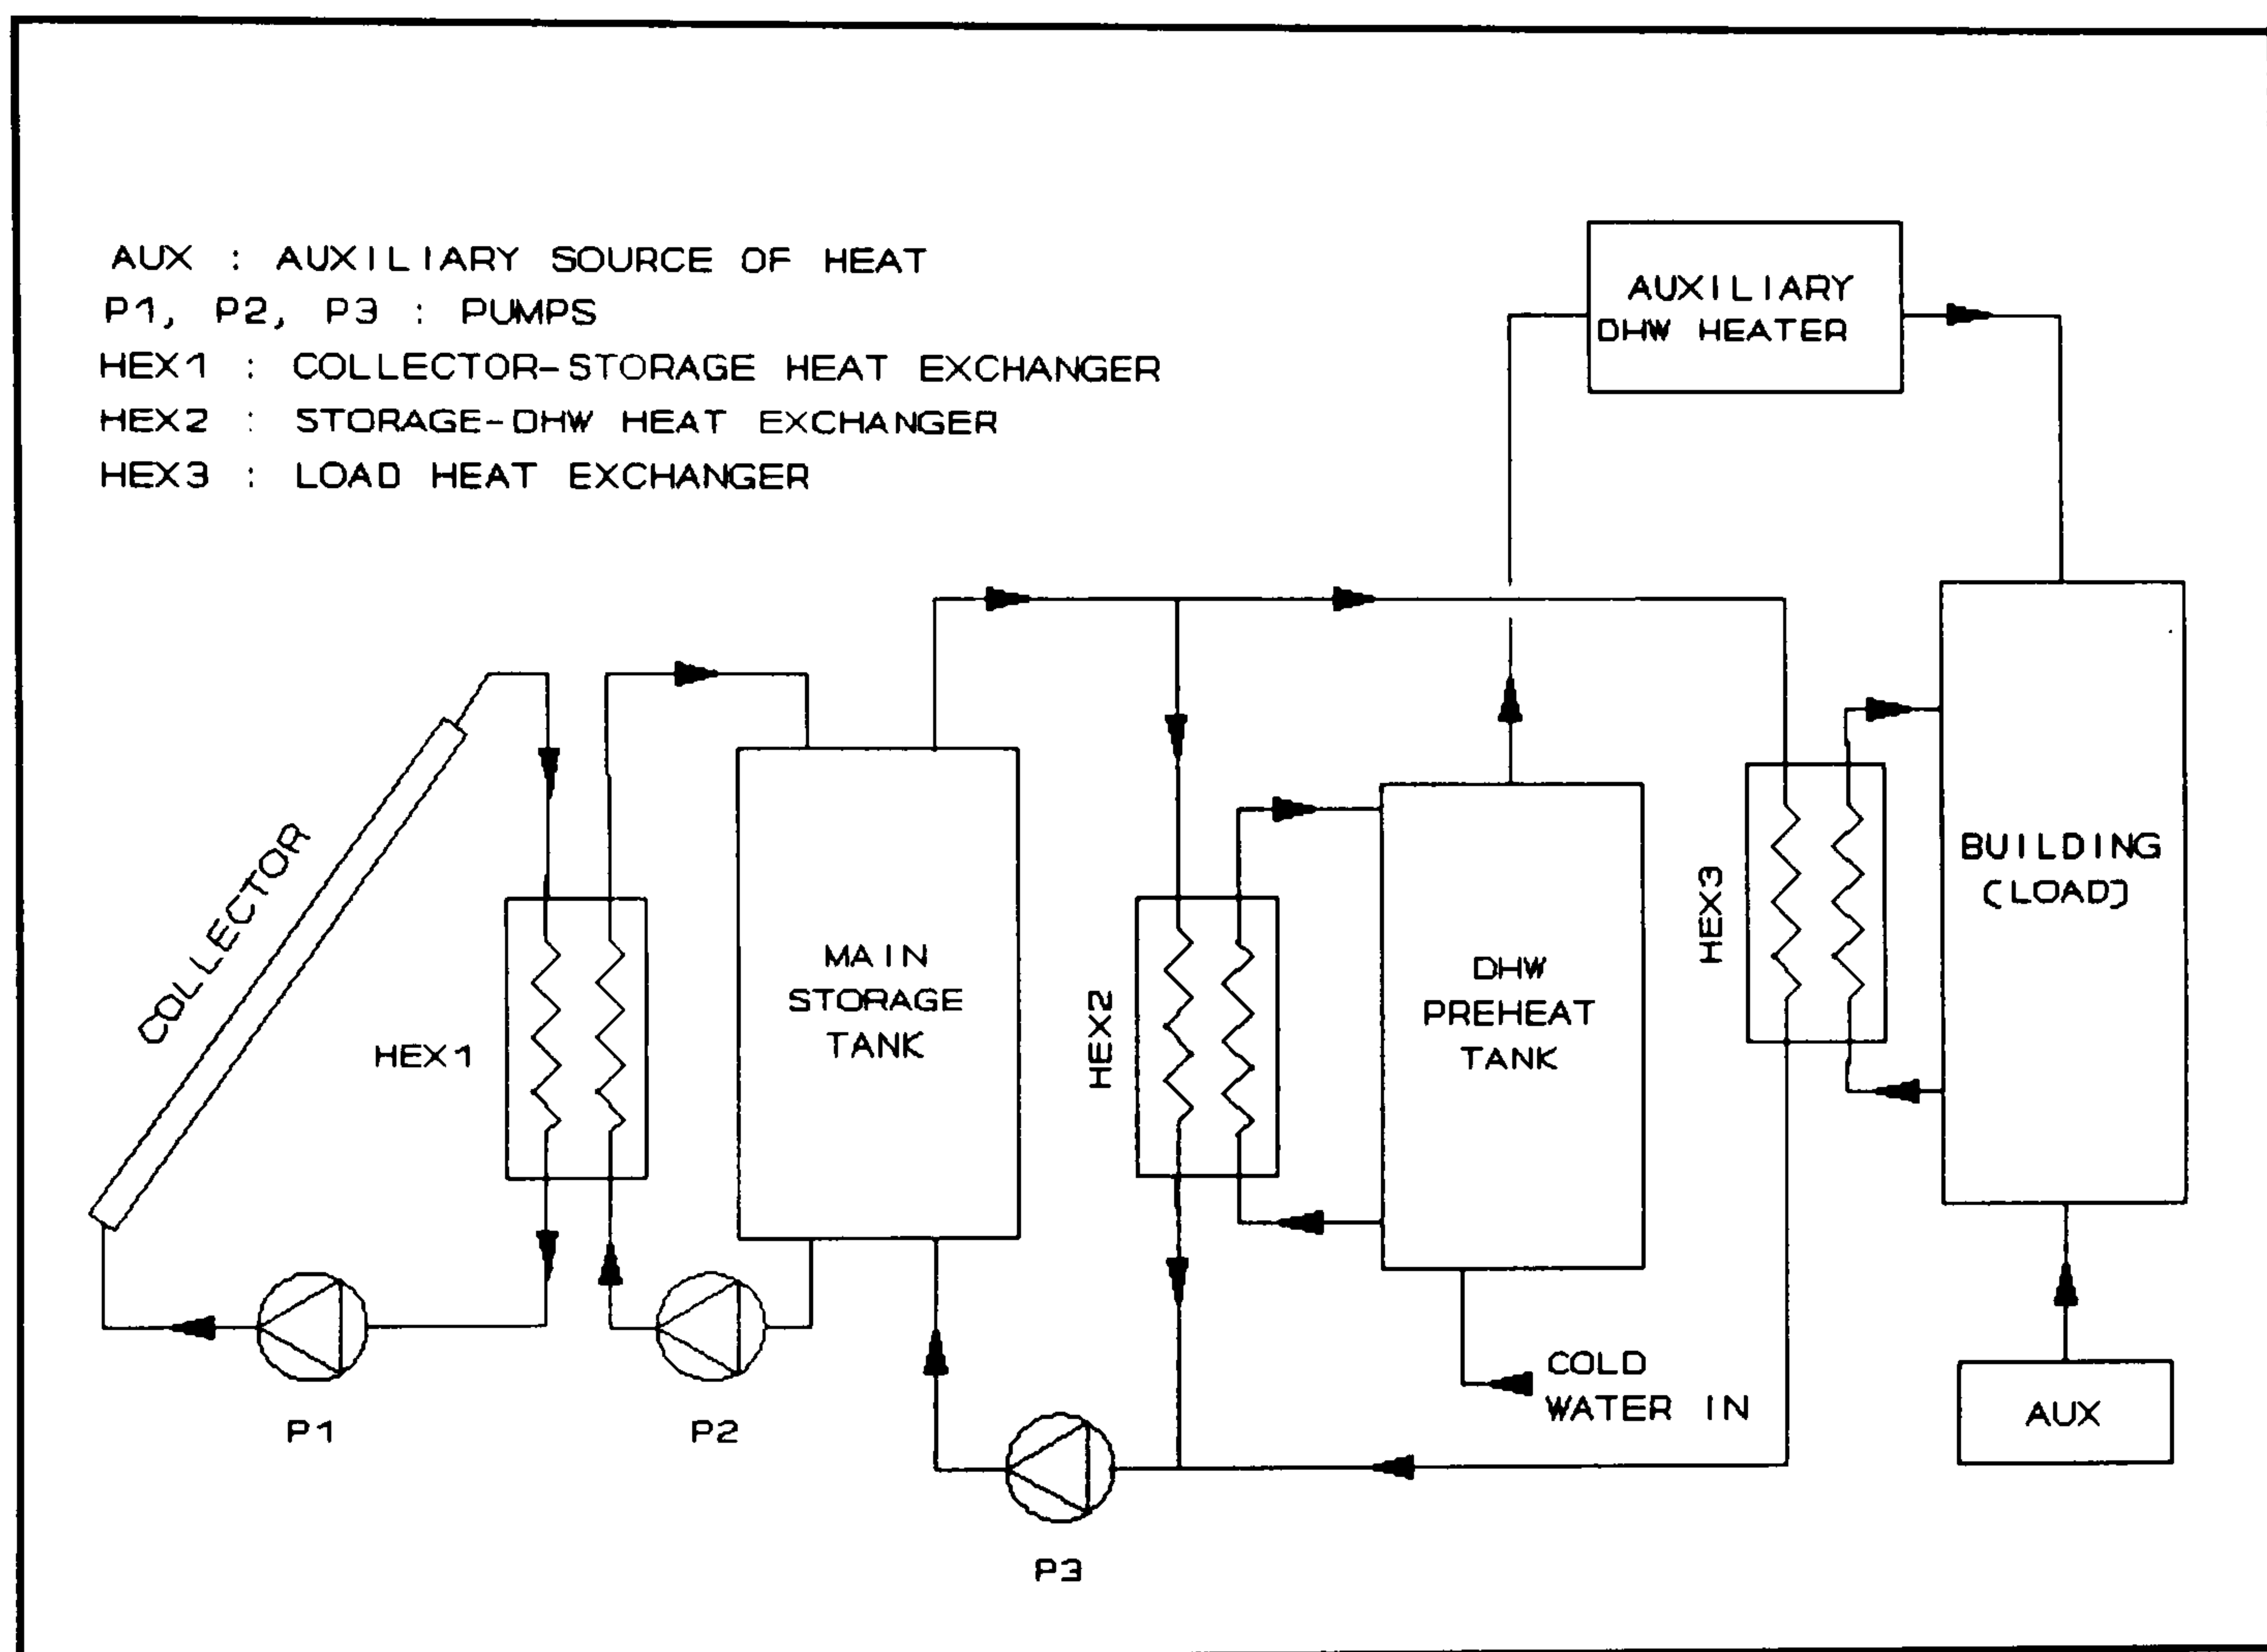 AUX : AUXILIARY SOURCE OF HEAT
P1, P2, P3 : PUMPS
HEX1 : COLLECTOR-STORAGE HEAT EXCHANGER
HEX2 : STORAGE-DHW HEAT EXCHANGER
HEX3 : LOAD HEAT EXCHANGER
AUXILIARY
DHW HEATER
COLLECTOR
HEX1
MAIN
STORAGE
TANK
HEX2
DHW
PREHEAT
TANK
HEX3
BUILDING
(LOAD)
COLD
WATER IN
AUX
P1
P2
P3